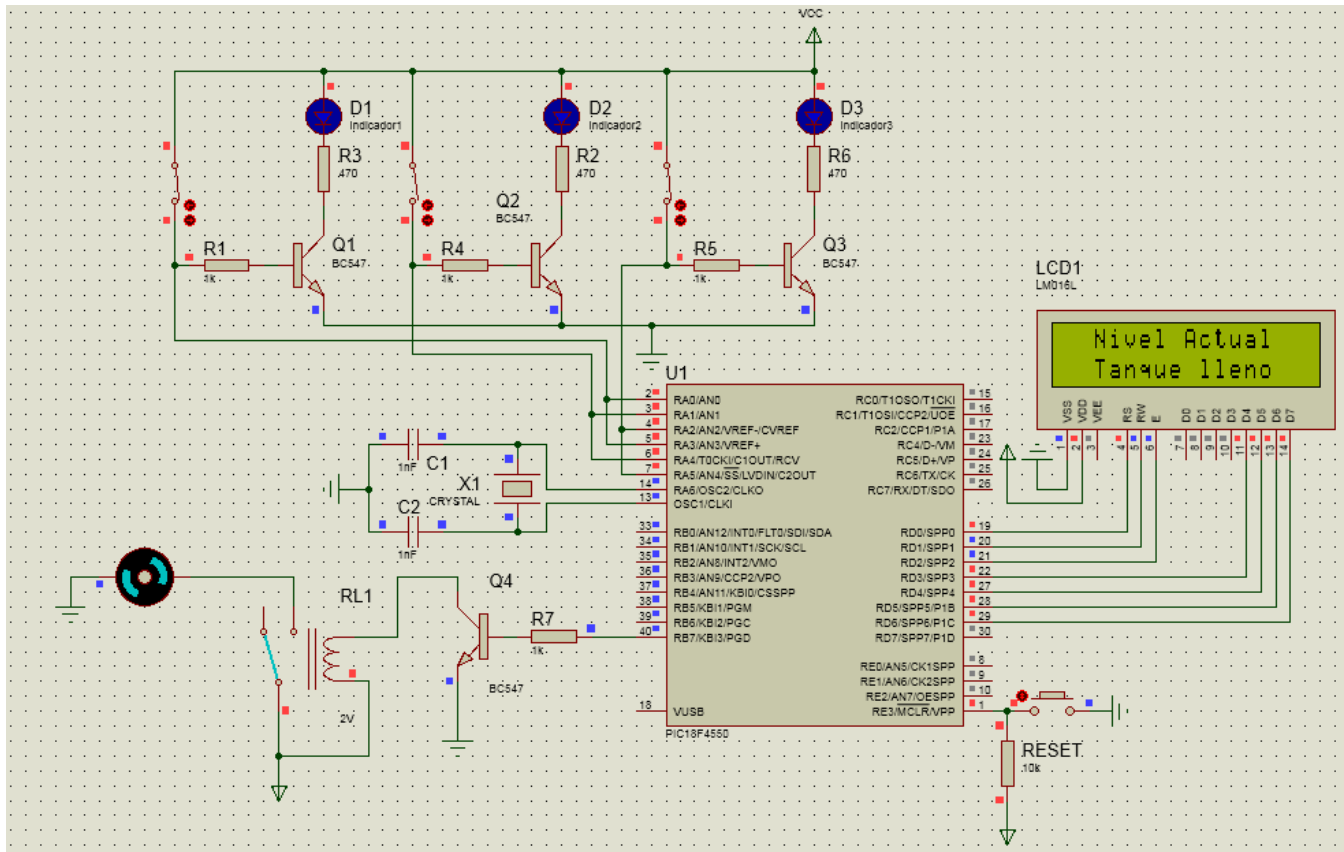 VCC
D1
Indicador1
D2
Indicador2
D3
Indicador3
R3
470
R2
470
R6
470
Q1
BC547
Q2
BC547
Q3
BC547
R1
1k
R4
1k
R5
1k
LCD1
LM016L
Nivel Actual
Tanque lleno
VSS
VDD
VEE
RS
RW
E
D0
D1
D2
D3
D4
D5
D6
D7
1
2
3
4
5
6
7
8
9
10
11
12
13
14
U1
2 RA0/AN0
3 RA1/AN1
4 RA2/AN2/VREF-/CVREF
5 RA3/AN3/VREF+
6 RA4/T0CKI/C1OUT/RCV
7 RA5/AN4/SS/LVDIN/C2OUT
14 RA6/OSC2/CLKO
13 OSC1/CLKI
33 RB0/AN12/INT0/FLT0/SDI/SDA
34 RB1/AN10/INT1/SCK/SCL
35 RB2/AN8/INT2/VMO
36 RB3/AN9/CCP2/VPO
37 RB4/AN11/KBI0/CSSPP
38 RB5/KBI1/PGM
39 RB6/KBI2/PGC
40 RB7/KBI3/PGD
18 VUSB
RC0/T1OSO/T1CKI 15
RC1/T1OSI/CCP2/UOE 16
RC2/CCP1/P1A 17
RC4/D-/VM 23
RC5/D+/VP 24
RC6/TX/CK 25
RC7/RX/DT/SDO 26
RD0/SPP0 19
RD1/SPP1 20
RD2/SPP2 21
RD3/SPP3 22
RD4/SPP4 27
RD5/SPP5/P1B 28
RD6/SPP6/P1C 29
RD7/SPP7/P1D 30
RE0/AN5/CK1SPP 8
RE1/AN6/CK2SPP 9
RE2/AN7/OESPP 10
RE3/MCLR/VPP 1
PIC18F4550
C1
1nF
X1
CRYSTAL
C2
1nF
RL1
2V
Q4
BC547
R7
1k
RESET
10k